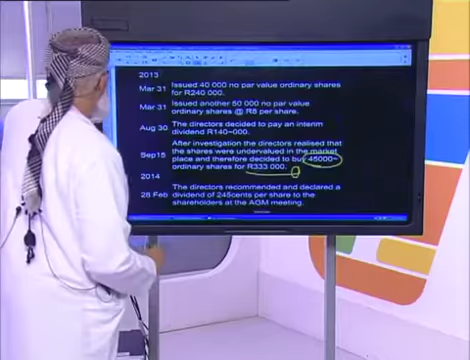 2013
Mar 31 Issued 40 000 no par value ordinary shares
for R240 000.
Mar 31 Issued another 50 000 no par value
ordinary shares @ R8 per share.
Aug 30 The directors decided to pay an interim
dividend R140-000.
After investigation the directors realised that
the shares were undervalued in the market
Sep15 place and therefore decided to buy 45000-
ordinary shares for R333 000.
2014
28 Feb The directors recommended and declared a
dividend of 245cents per share to the
shareholders at the AGM meeting.